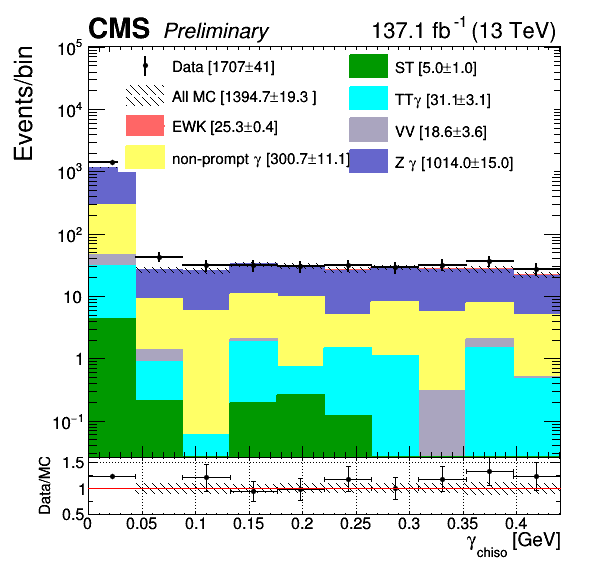 CMS Preliminary 137.1 fb⁻¹ (13 TeV)
Events/bin
10⁵
10⁴
10³
10²
10
1
10⁻¹
Data [1707±41]
All MC [1394.7±19.3 ]
EWK [25.3±0.4]
non-prompt γ [300.7±11.1]
ST [5.0±1.0]
TTγ [31.1±3.1]
VV [18.6±3.6]
Z γ [1014.0±15.0]
Data/MC
1.5
1
0.5
0 0.05 0.1 0.15 0.2 0.25 0.3 0.35 0.4
γchiso [GeV]